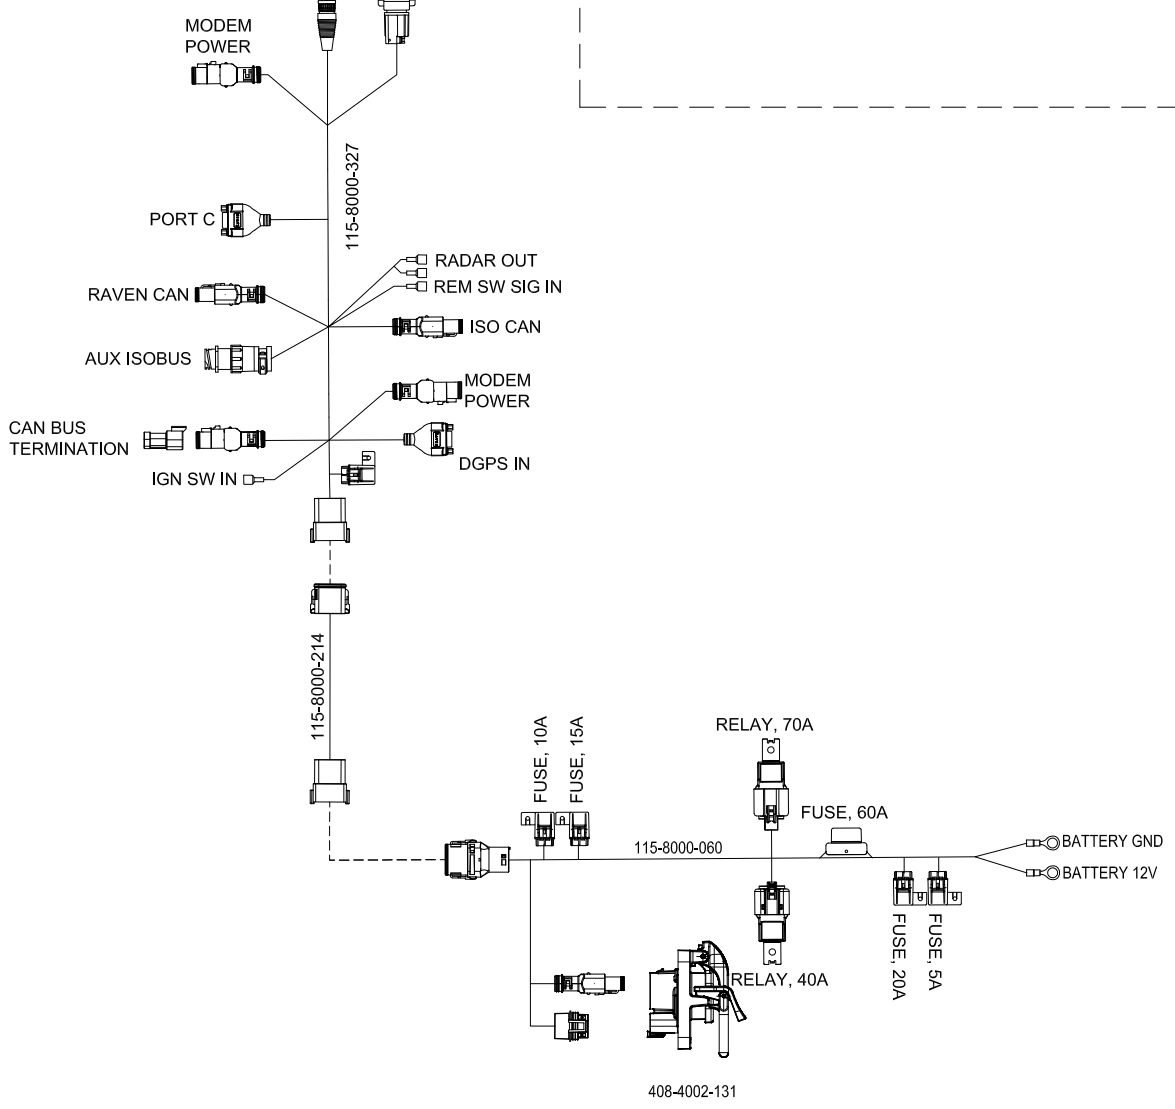 MODEM
POWER
115-8000-327
PORT C
RADAR OUT
REM SW SIG IN
RAVEN CAN
ISO CAN
AUX ISOBUS
MODEM
POWER
CAN BUS
TERMINATION
DGPS IN
IGN SW IN
115-8000-214
FUSE, 10A
FUSE, 15A
RELAY, 70A
FUSE, 60A
115-8000-060
BATTERY GND
BATTERY 12V
FUSE, 20A
FUSE, 5A
RELAY, 40A
408-4002-131